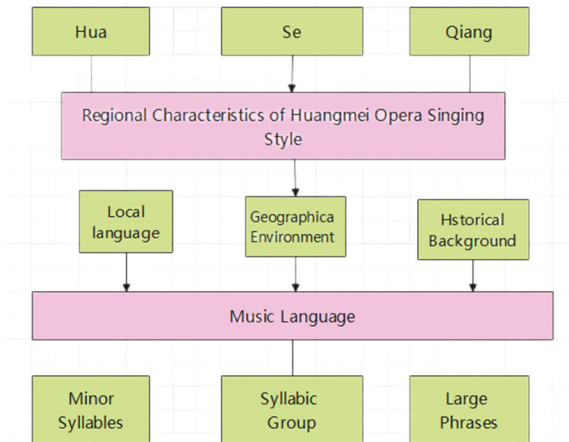 Hua
Se
Qiang
Regional Characteristics of Huangmei Opera Singing
Style
Local
language
Geographica
Environment
Hstorical
Background
Music Language
Minor
Syllables
Syllabic
Group
Large
Phrases